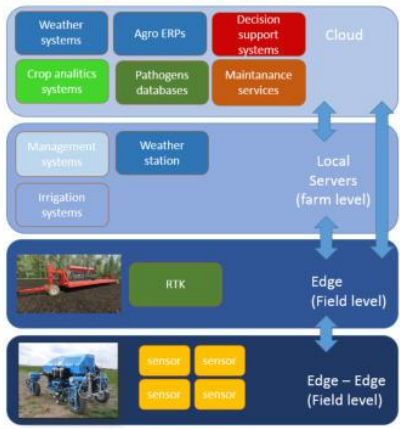 Weather
systems
Agro ERPs
Decision
support
systems
Cloud
Crop analitics
systems
Pathogens
databases
Maintanance
services
Management
systems
Weather
station
Local
Servers
(farm level)
Irrigation
systems
RTK
Edge
(Field level)
sensor
sensor
sensor
sensor
Edge – Edge
(Field level)